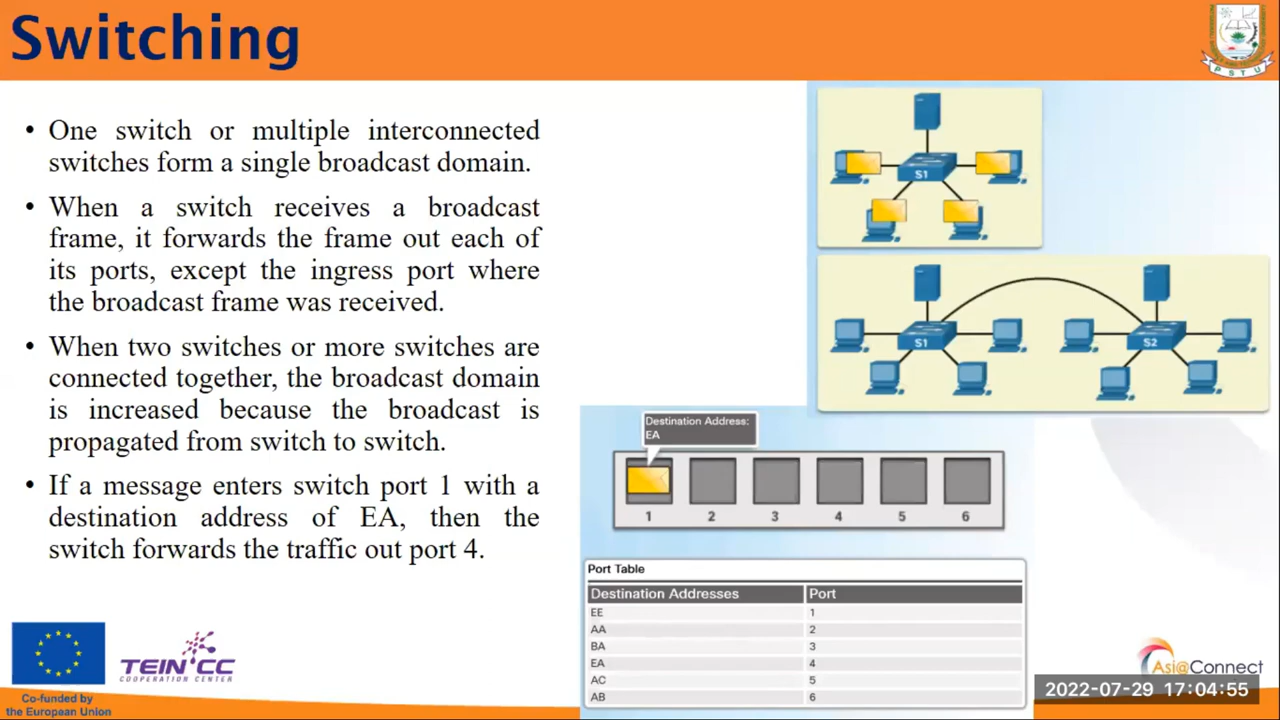 Switching
PSTU
• One switch or multiple interconnected
switches form a single broadcast domain.
• When a switch receives a broadcast
frame, it forwards the frame out each of
its ports, except the ingress port where
the broadcast frame was received.
• When two switches or more switches are
connected together, the broadcast domain
is increased because the broadcast is
propagated from switch to switch.
• If a message enters switch port 1 with a
destination address of EA, then the
switch forwards the traffic out port 4.
S1
S1 S2
Destination Address:
EA
1 2 3 4 5 6
Port Table
Destination Addresses Port
EE 1
AA 2
BA 3
EA 4
AC 5
AB 6
TEIN*CC
COOPERATION CENTER
Co-funded by
the European Union
Asi@Connect
2022-07-29 17:04:55